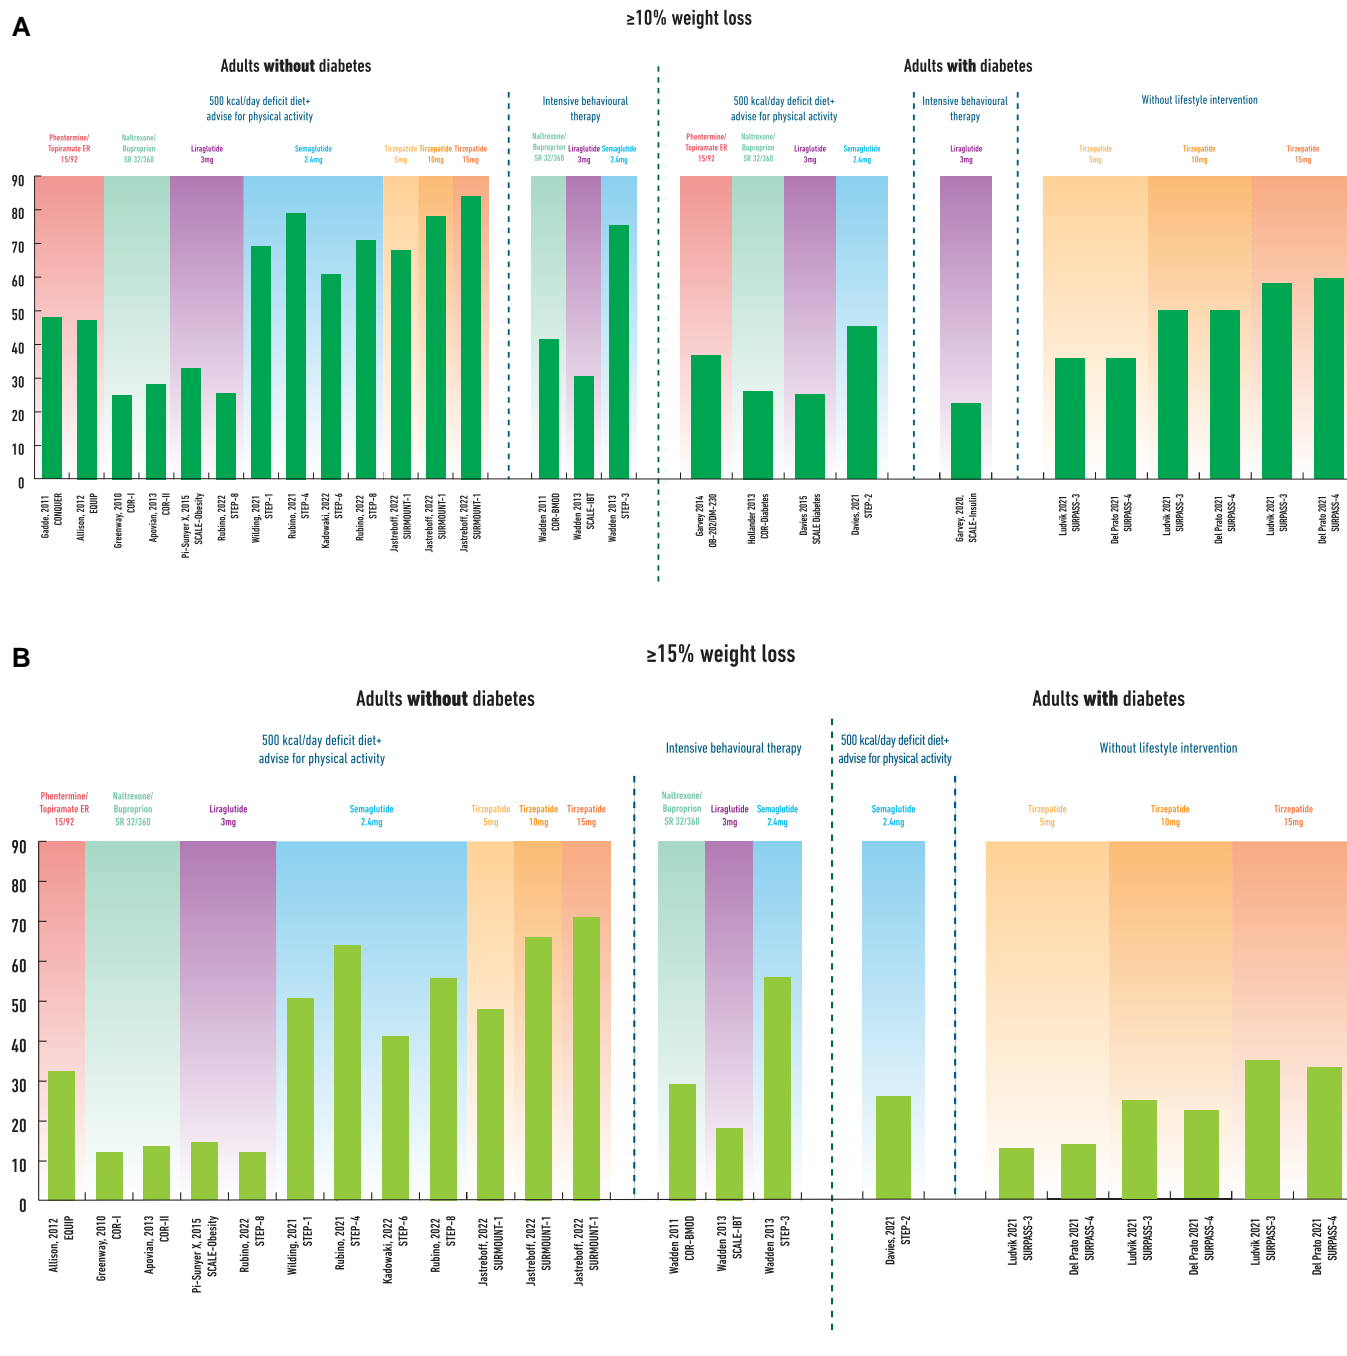 A
≥10% weight loss
Adults without diabetes
Adults with diabetes
500 kcal/day deficit diet+
advise for physical activity
Intensive behavioural
therapy
500 kcal/day deficit diet+
advise for physical activity
Intensive behavioural
therapy
Without lifestyle intervention
Phentermine/
Topiramate ER
15/92
Naltrexone/
Buproprion
SR 32/360
Liraglutide
3mg
Semaglutide
2.4mg
Tirzepatide
5mg
Tirzepatide
10mg
Tirzepatide
15mg
Naltrexone/
Buproprion
SR 32/360
Liraglutide
3mg
Semaglutide
2.4mg
Phentermine/
Topiramate ER
15/92
Naltrexone/
Buproprion
SR 32/360
Liraglutide
3mg
Semaglutide
2.4mg
Liraglutide
3mg
Tirzepatide
5mg
Tirzepatide
10mg
Tirzepatide
15mg
90
80
70
60
50
40
30
20
10
0
Gadde, 2011
CONQUER
Allison, 2012
EQUIP
Greenway, 2010
COR-I
Apovian, 2013
COR-II
Pi-Sunyer X, 2015
SCALE-Obesity
Rubino, 2022
STEP-8
Wilding, 2021
STEP-1
Rubino, 2021
STEP-4
Kadowaki, 2022
STEP-6
Rubino, 2022
STEP-8
Jastreboff, 2022
SURMOUNT-1
Jastreboff, 2022
SURMOUNT-1
Jastreboff, 2022
SURMOUNT-1
Wadden 2011
COR-BMOD
Wadden 2013
SCALE-IBT
Wadden 2013
STEP-3
Garvey 2014
OB-202/DM-230
Hollander 2013
COR-Diabetes
Davies 2015
SCALE Diabetes
Davies, 2021
STEP-2
Garvey, 2020.
SCALE-Insulin
Ludvik 2021
SURPASS-3
Del Prato 2021
SURPASS-4
Ludvik 2021
SURPASS-3
Del Prato 2021
SURPASS-4
Ludvik 2021
SURPASS-3
Del Prato 2021
SURPASS-4
B
≥15% weight loss
Adults without diabetes
Adults with diabetes
500 kcal/day deficit diet+
advise for physical activity
Intensive behavioural therapy
500 kcal/day deficit diet+
advise for physical activity
Without lifestyle intervention
Phentermine/
Topiramate ER
15/92
Naltrexone/
Buproprion
SR 32/360
Liraglutide
3mg
Semaglutide
2.4mg
Tirzepatide
5mg
Tirzepatide
10mg
Tirzepatide
15mg
Naltrexone/
Buproprion
SR 32/360
Liraglutide
3mg
Semaglutide
2.4mg
Semaglutide
2.4mg
Tirzepatide
5mg
Tirzepatide
10mg
Tirzepatide
15mg
90
80
70
60
50
40
30
20
10
0
Allison, 2012
EQUIP
Greenway, 2010
COR-I
Apovian, 2013
COR-II
Pi-Sunyer X, 2015
SCALE-Obesity
Rubino, 2022
STEP-8
Wilding, 2021
STEP-1
Rubino, 2021
STEP-4
Kadowaki, 2022
STEP-6
Rubino, 2022
STEP-8
Jastreboff, 2022
SURMOUNT-1
Jastreboff, 2022
SURMOUNT-1
Jastreboff, 2022
SURMOUNT-1
Wadden 2011
COR-BMOD
Wadden 2013
SCALE-IBT
Wadden 2013
STEP-3
Davies, 2021
STEP-2
Ludvik 2021
SURPASS-3
Del Prato 2021
SURPASS-4
Ludvik 2021
SURPASS-3
Del Prato 2021
SURPASS-4
Ludvik 2021
SURPASS-3
Del Prato 2021
SURPASS-4